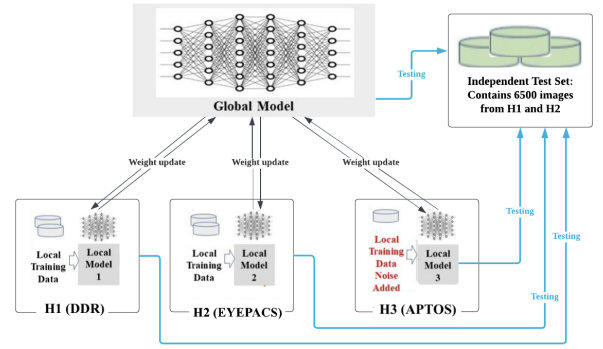 Global Model
Testing
Independent Test Set:
Contains 6500 images
from H1 and H2
Weight update
Weight update
Weight update
Local
Training
Data
Local
Model
1
H1 (DDR)
Local
Training
Data
Local
Model
2
H2 (EYEPACS)
Local
Training
Data
Noise
Added
Local
Model
3
H3 (APTOS)
Testing
Testing
Testing